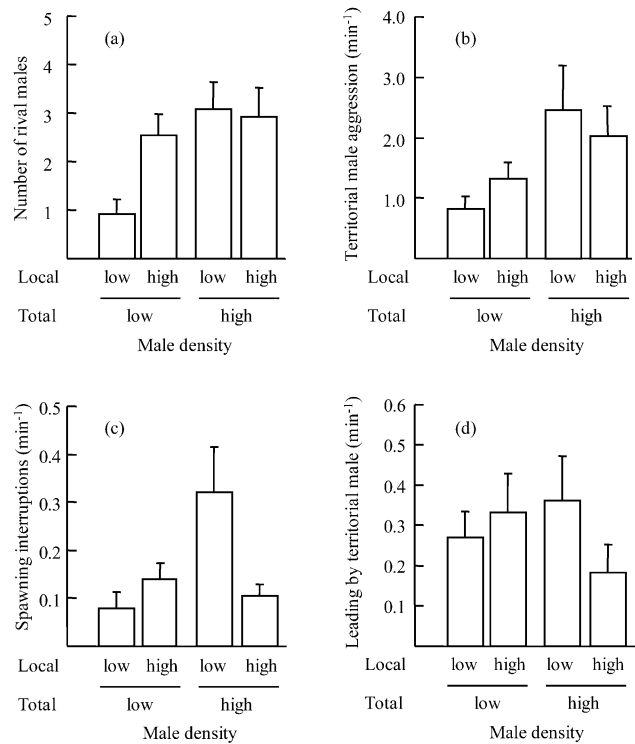 Number of rival males
5
4
3
2
1
(a)
Local low high low high
Total low high
Male density
Territorial male aggression (min-1)
4.0
3.0
2.0
1.0
(b)
Local low high low high
Total low high
Male density
Spawning interruptions (min-1)
0.5
0.4
0.3
0.2
0.1
(c)
Local low high low high
Total low high
Male density
Leading by territorial male (min-1)
0.6
0.5
0.4
0.3
0.2
0.1
(d)
Local low high low high
Total low high
Male density